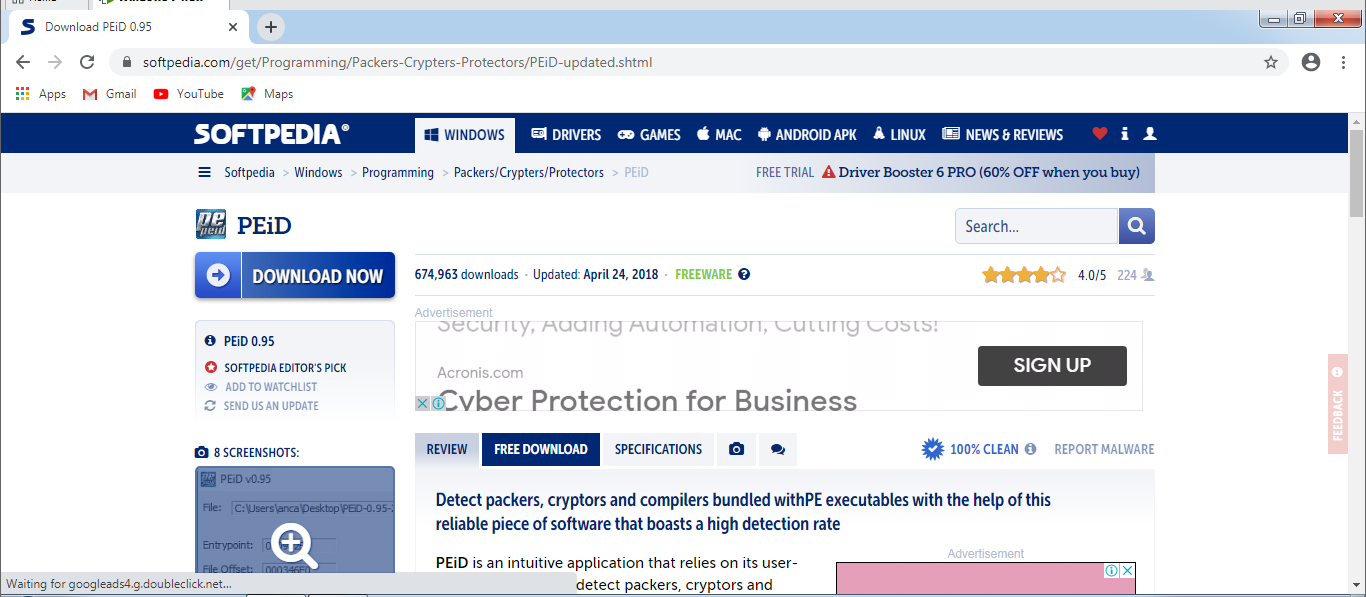 Download PEiD 0.95
softpedia.com/get/Programming/Packers-Crypters-Protectors/PEiD-updated.shtml
Apps Gmail YouTube Maps
SOFTPEDIA®
WINDOWS DRIVERS GAMES MAC ANDROID APK LINUX NEWS & REVIEWS
Softpedia > Windows > Programming > Packers/Crypters/Protectors > PEiD
FREE TRIAL Driver Booster 6 PRO (60% OFF when you buy)
PEiD
Search...
DOWNLOAD NOW
674,963 downloads · Updated: April 24, 2018 · FREEWARE
4.0/5 224
Advertisement
Security, Adding Automation, Cutting Costs!
Acronis.com
SIGN UP
Cyber Protection for Business
PEiD 0.95
SOFTPEDIA EDITOR'S PICK
ADD TO WATCHLIST
SEND US AN UPDATE
FEEDBACK
REVIEW FREE DOWNLOAD SPECIFICATIONS
100% CLEAN REPORT MALWARE
8 SCREENSHOTS:
PEiD v0.95
File: C:\Users\anca\Desktop\PEiD-0.95-
Entrypoint:
File Offset: 000346F0
Detect packers, cryptors and compilers bundled withPE executables with the help of this
reliable piece of software that boasts a high detection rate
PEiD is an intuitive application that relies on its user-
detect packers, cryptors and
Advertisement
Waiting for googleads4.g.doubleclick.net...